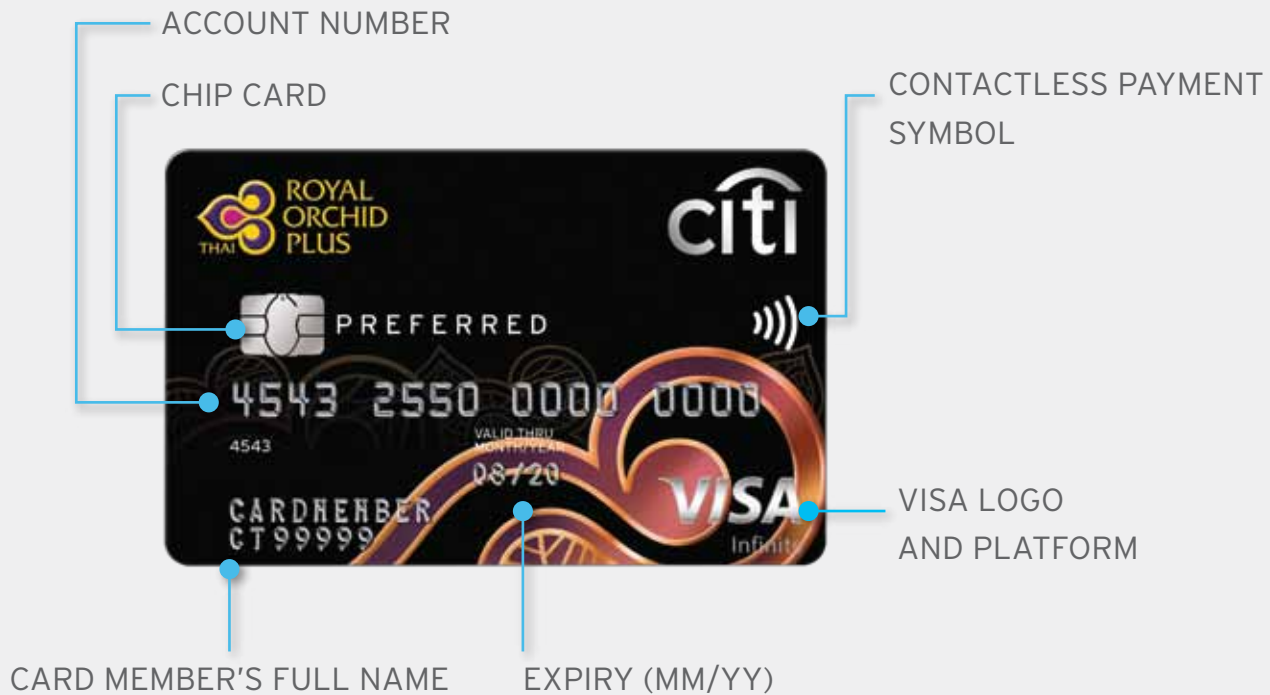 ACCOUNT NUMBER
CHIP CARD
CONTACTLESS PAYMENT
SYMBOL
ROYAL
ORCHID
PLUS
THAI
citi
PREFERRED
4543 2550 0000 0000
4543
VALID THRU
MONTH/YEAR
08/20
CARDMEMBER
CT99999
VISA
Infinite
VISA LOGO
AND PLATFORM
CARD MEMBER'S FULL NAME
EXPIRY (MM/YY)